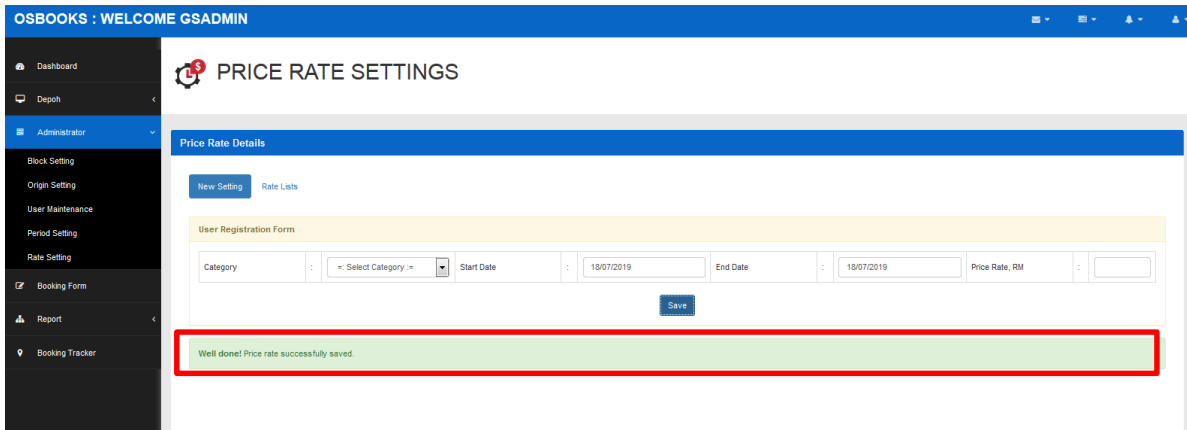 OSBOOKS : WELCOME GSADMIN
Dashboard
Depoh
Administrator
Block Setting
Origin Setting
User Maintenance
Period Setting
Rate Setting
Booking Form
Report
Booking Tracker
L $
PRICE RATE SETTINGS
Price Rate Details
New Setting Rate Lists
User Registration Form
Category : =: Select Category := Start Date : 18/07/2019 End Date : 18/07/2019 Price Rate, RM :
Save
Well done! Price rate successfully saved.